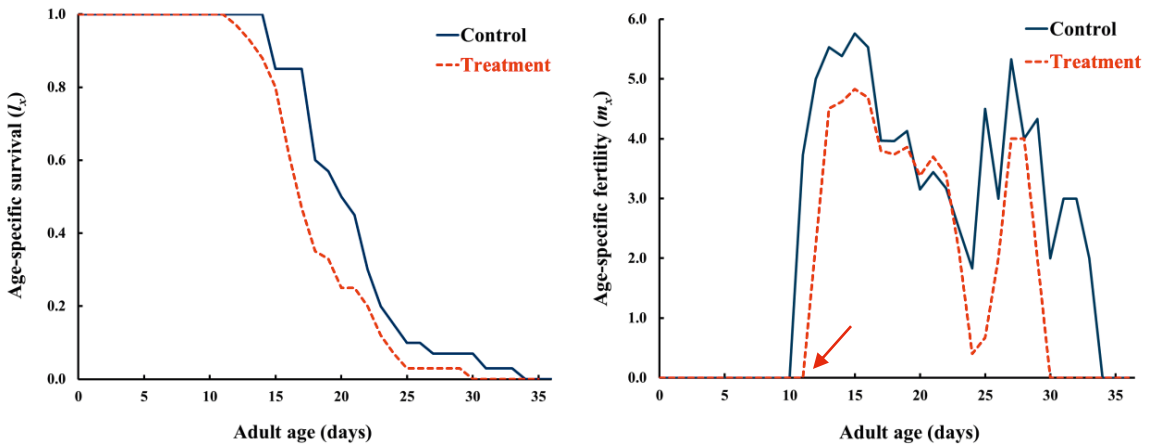 Age-specific survival (lx)
1.0
0.8
0.6
0.4
0.2
0.0
0 5 10 15 20 25 30 35
Adult age (days)
Control
Treatment
Age-specific fertility (mx)
6.0
5.0
4.0
3.0
2.0
1.0
0.0
0 5 10 15 20 25 30 35
Adult age (days)
Control
Treatment